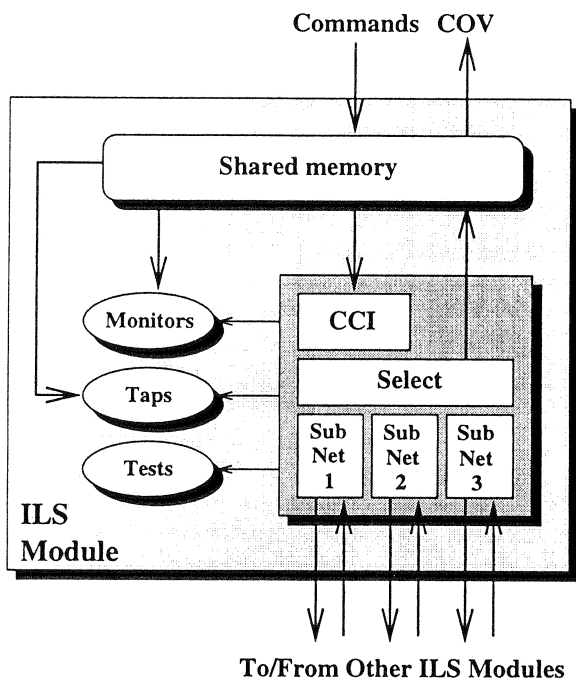 Commands COV
Shared memory
Monitors
CCI
Taps
Select
Tests
Sub
Net
1
Sub
Net
2
Sub
Net
3
ILS
Module
To/From Other ILS Modules